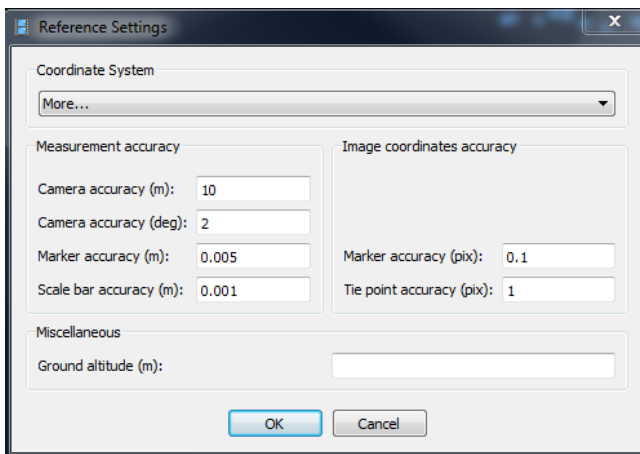 Reference Settings
X
Coordinate System
More...
Measurement accuracy
Camera accuracy (m): 10
Camera accuracy (deg): 2
Marker accuracy (m): 0.005
Scale bar accuracy (m): 0.001
Image coordinates accuracy
Marker accuracy (pix): 0.1
Tie point accuracy (pix): 1
Miscellaneous
Ground altitude (m):
OK
Cancel